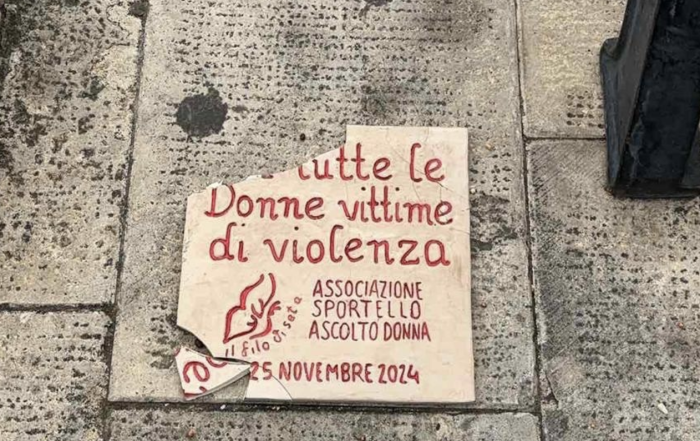 tutte le
Donne vittime
di violenza
ASSOCIAZIONE
SPORTELLO
ASCOLTO DONNA
Il filo di seta
25 NOVEMBRE 2024